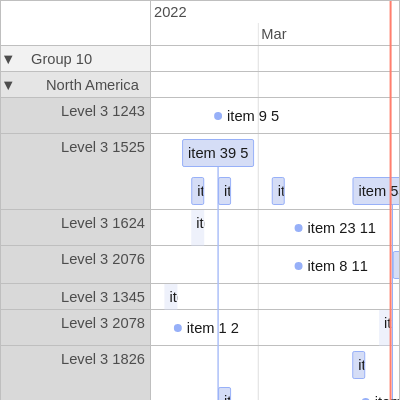 2022
Mar
▼ Group 10
▼ North America
Level 3 1243
item 9 5
Level 3 1525
item 39 5
it
it
it
item 5
Level 3 1624
it
item 23 11
Level 3 2076
item 8 11
Level 3 1345
it
Level 3 2078
item 1 2
it
Level 3 1826
it